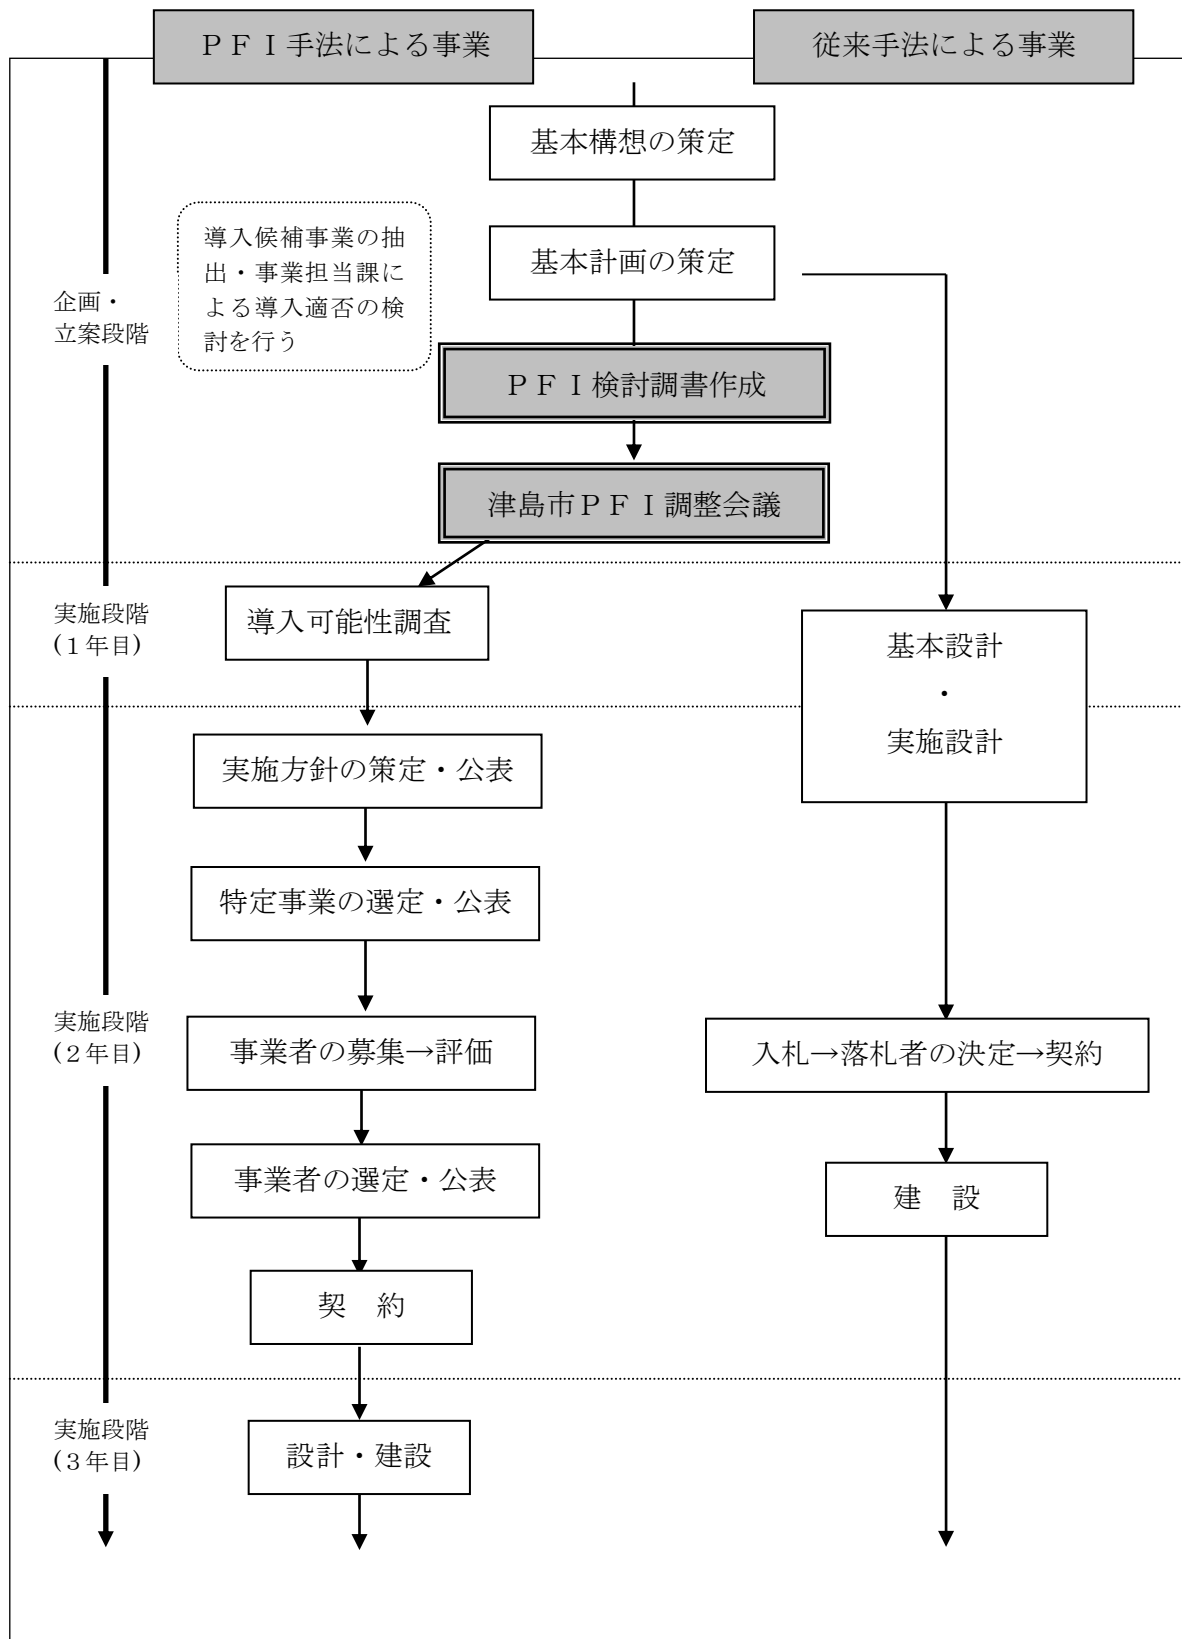 ＰＦＩ手法による事業
従来手法による事業
基本構想の策定
導入候補事業の抽
出・事業担当課に
よる導入適否の検
討を行う
基本計画の策定
企画・
立案段階
ＰＦＩ検討調書作成
津島市ＰＦＩ調整会議
実施段階
(１年目)
導入可能性調査
基本設計
・
実施設計
実施方針の策定・公表
特定事業の選定・公表
実施段階
(２年目)
事業者の募集→評価
入札→落札者の決定→契約
事業者の選定・公表
建　設
契　約
実施段階
(３年目)
設計・建設